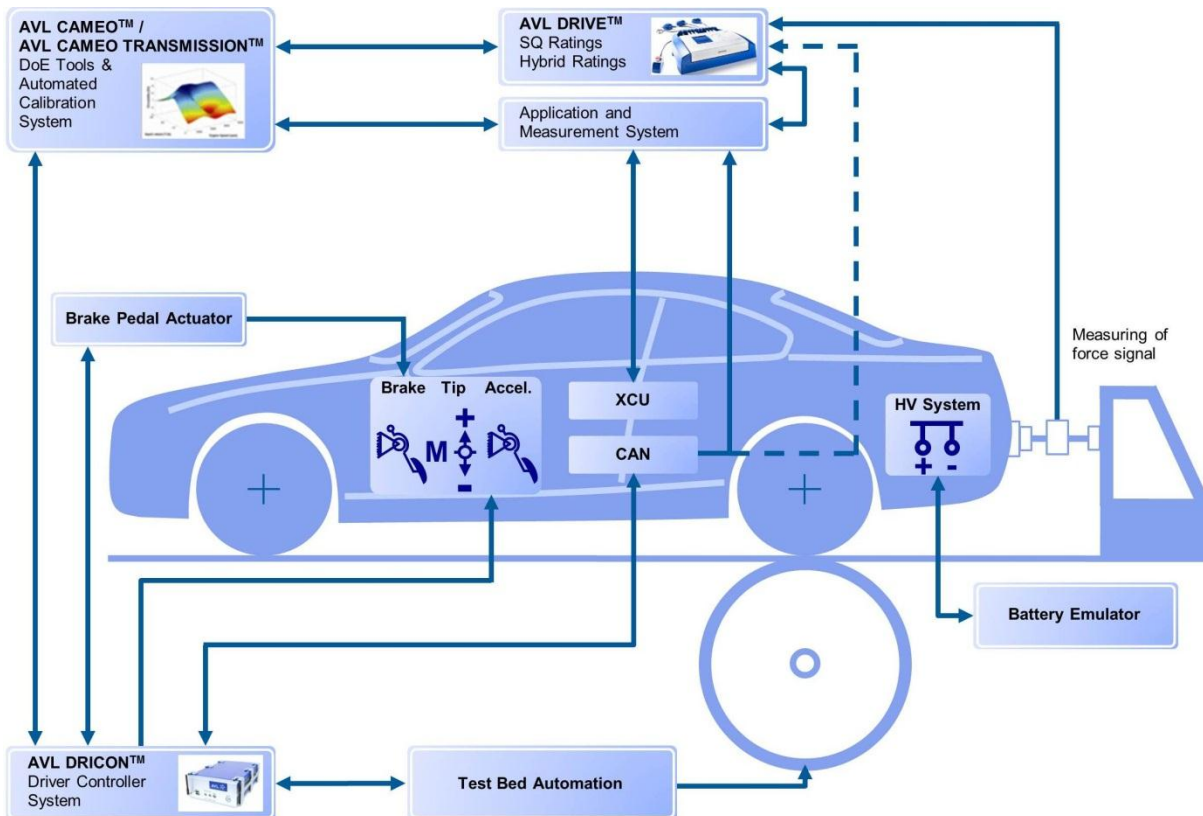 AVL CAMEO™ /
AVL CAMEO TRANSMISSION™
DoE Tools &
Automated
Calibration
System
AVL DRIVE™
SQ Ratings
Hybrid Ratings
Application and
Measurement System
Brake Pedal Actuator
Measuring of
force signal
Brake Tip Accel.
M
XCU
CAN
HV System
+ -
Battery Emulator
AVL DRICON™
Driver Controller
System
AVL
Test Bed Automation